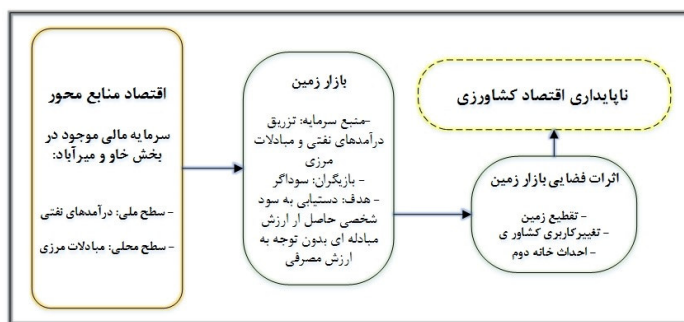 اقتصاد منابع محور
سرمایه مالی موجود در
بخش خاو و میرآباد:
- سطح ملی: درآمدهای نفتی
- سطح محلی: مبادلات مرزی
بازار زمین
-منبع سرمایه: تزریق
درآمدهای نفتی و مبادلات
مرزی
- بازیگران: سوداگر
- هدف: دستیابی به سود
شخصی حاصل ار ارزش
مبادله ای بدون توجه به
ارزش مصرفی
ناپایداری اقتصاد کشاورزی
اثرات فضایی بازار زمین
- تقطیع زمین
- تغییرکاربری کشاور ی
- احداث خانه دوم